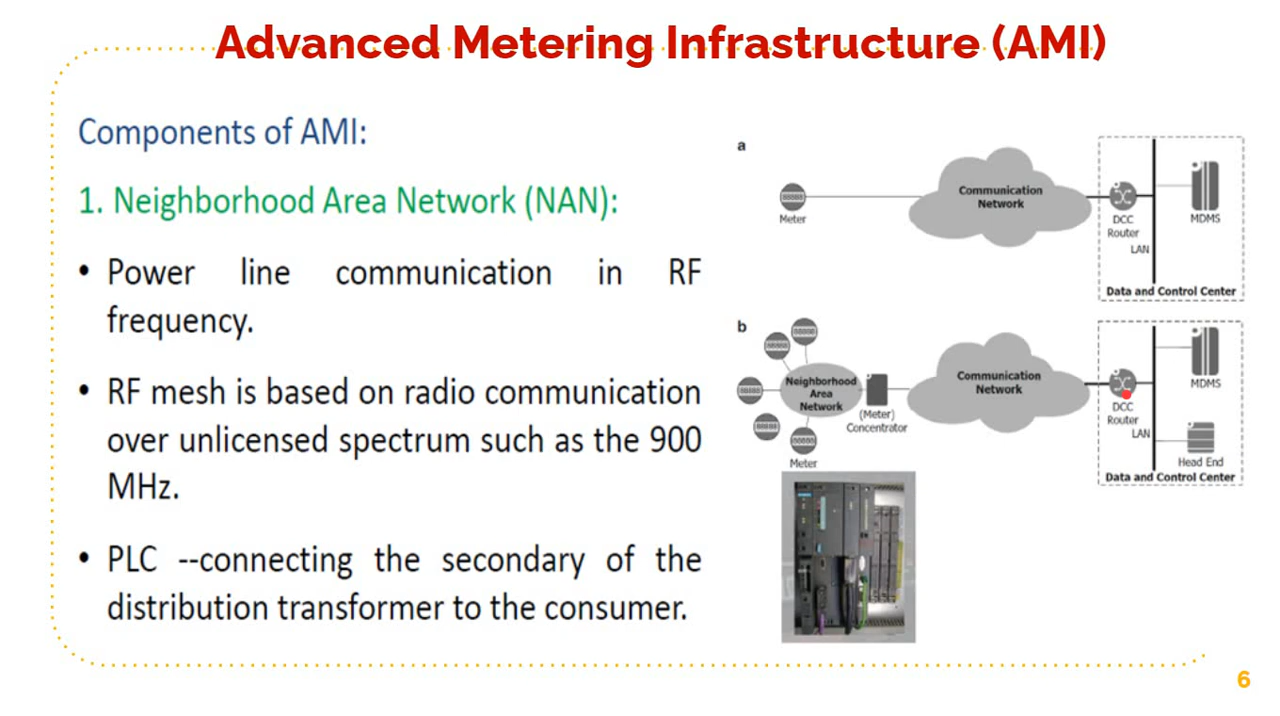 Advanced Metering Infrastructure (AMI)
Components of AMI:
1. Neighborhood Area Network (NAN):
• Power line communication in RF
frequency.
• RF mesh is based on radio communication
over unlicensed spectrum such as the 900
MHz.
• PLC --connecting the secondary of the
distribution transformer to the consumer.
a
Meter
Communication
Network
DCC
Router
LAN
MDMS
Data and Control Center
b
Neighborhood
Area
Network
Meter
(Meter)
Concentrator
Communication
Network
DCC
Router
LAN
MDMS
Head End
Data and Control Center
6